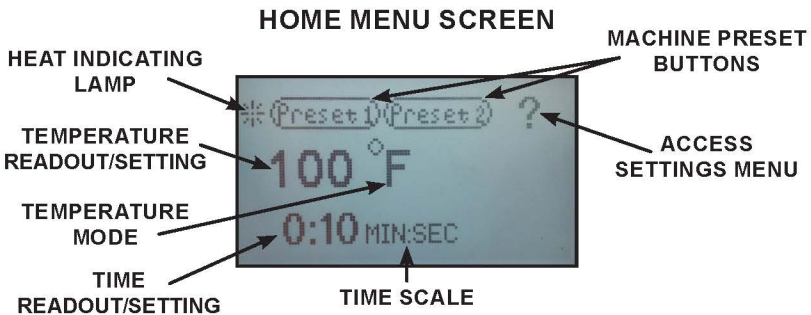 HOME MENU SCREEN
HEAT INDICATING
LAMP
MACHINE PRESET
BUTTONS
Preset 1
Preset 2
?
ACCESS
SETTINGS MENU
TEMPERATURE
READOUT/SETTING
100 °F
TEMPERATURE
MODE
0:10 MIN:SEC
TIME
READOUT/SETTING
TIME SCALE